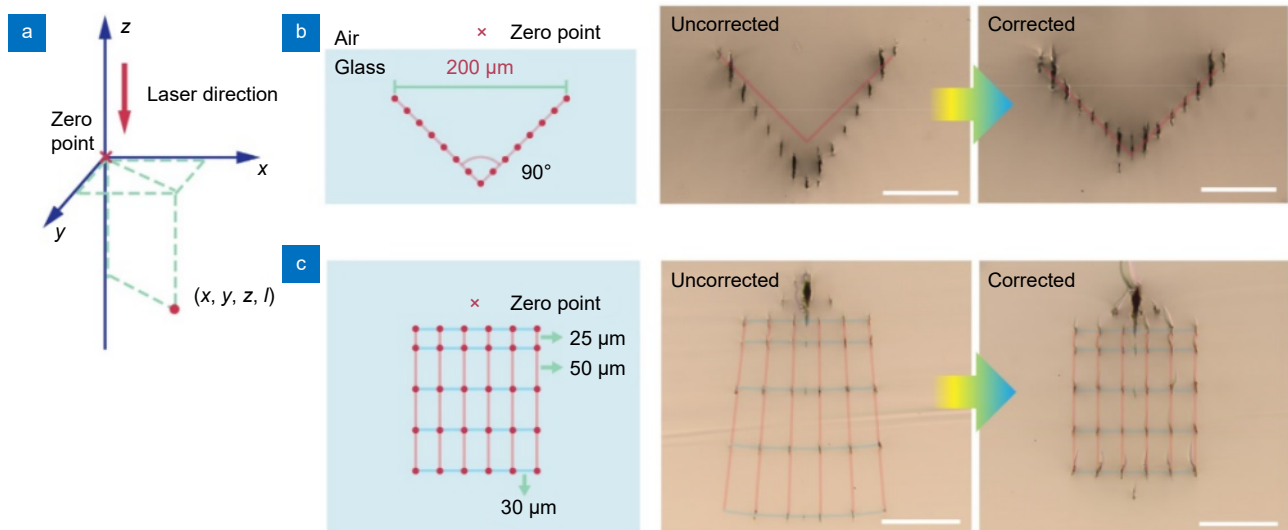 a
z
Laser direction
Zero
point
x
y
(x, y, z, I)
b
Air
× Zero point
Glass
200 µm
90°
Uncorrected
Corrected
c
× Zero point
25 µm
50 µm
30 µm
Uncorrected
Corrected